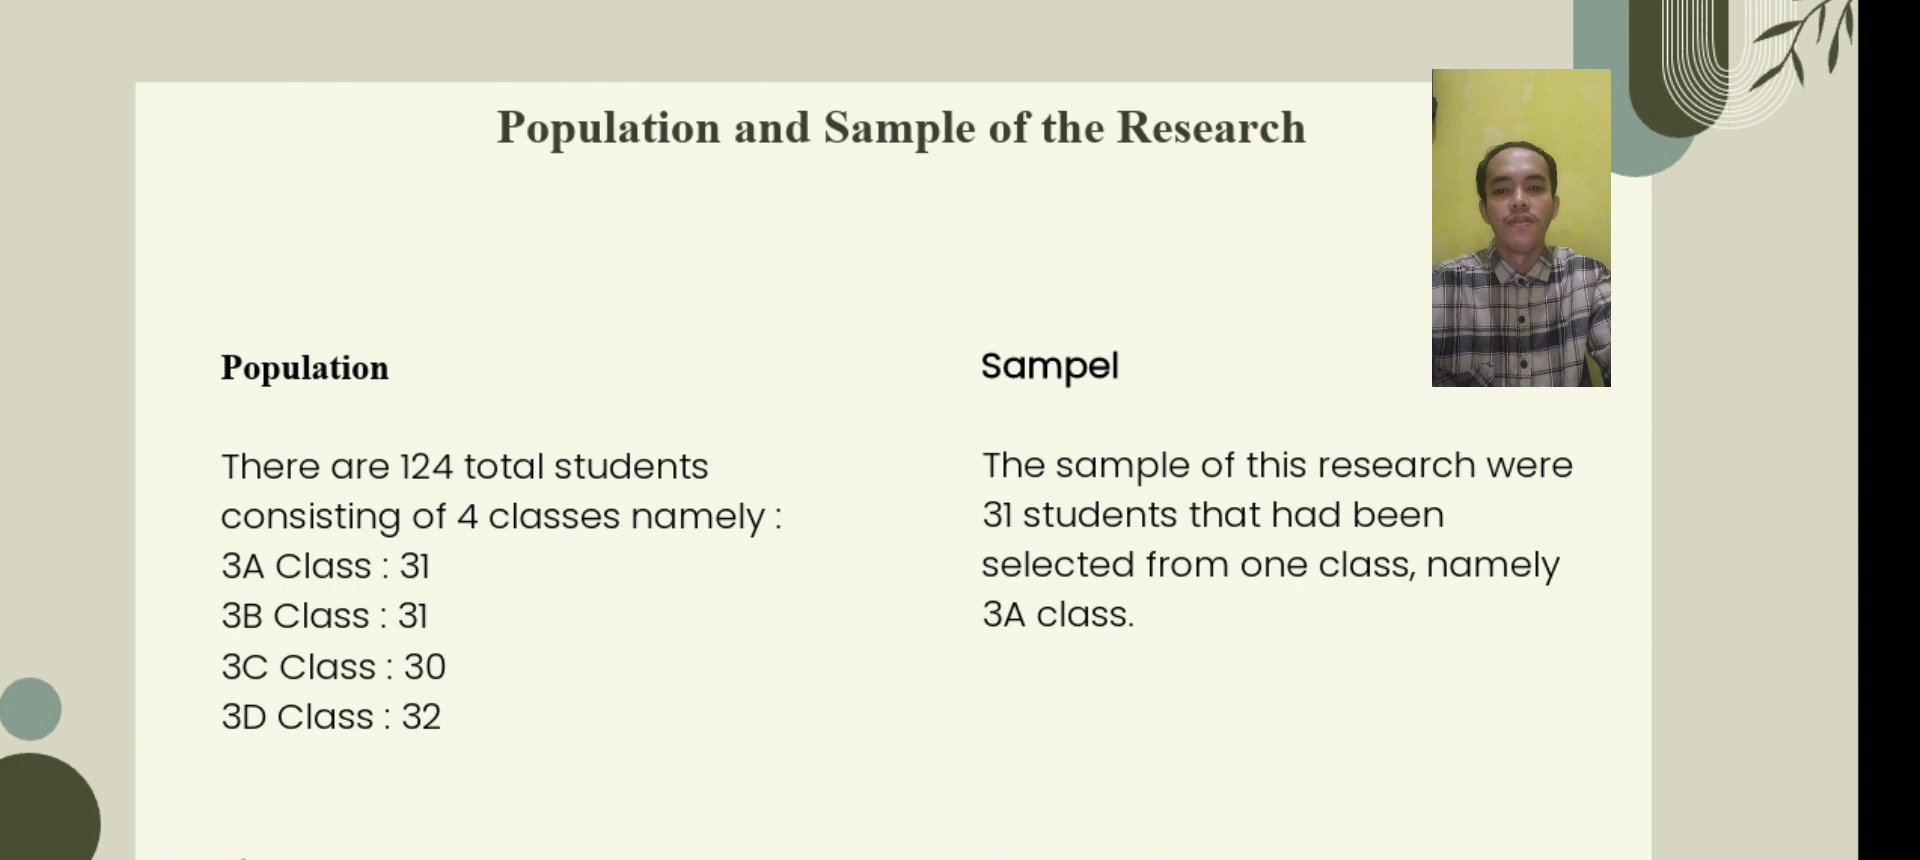 Population and Sample of the Research
Population
There are 124 total students
consisting of 4 classes namely :
3A Class : 31
3B Class : 31
3C Class : 30
3D Class : 32
Sampel
The sample of this research were
31 students that had been
selected from one class, namely
3A class.